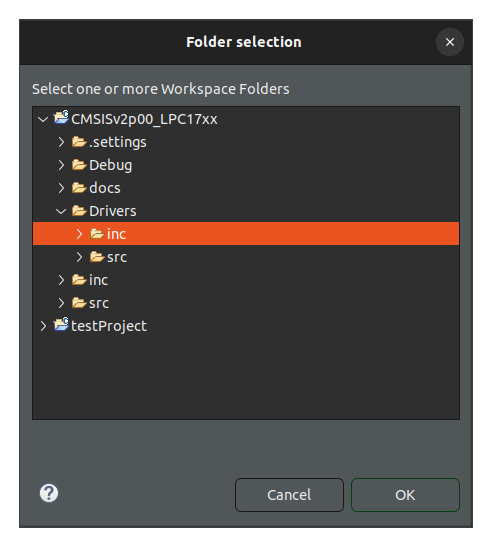 Folder selection
Select one or more Workspace Folders
CMSISv2p00_LPC17xx
.settings
Debug
docs
Drivers
inc
src
inc
src
testProject
Cancel
OK